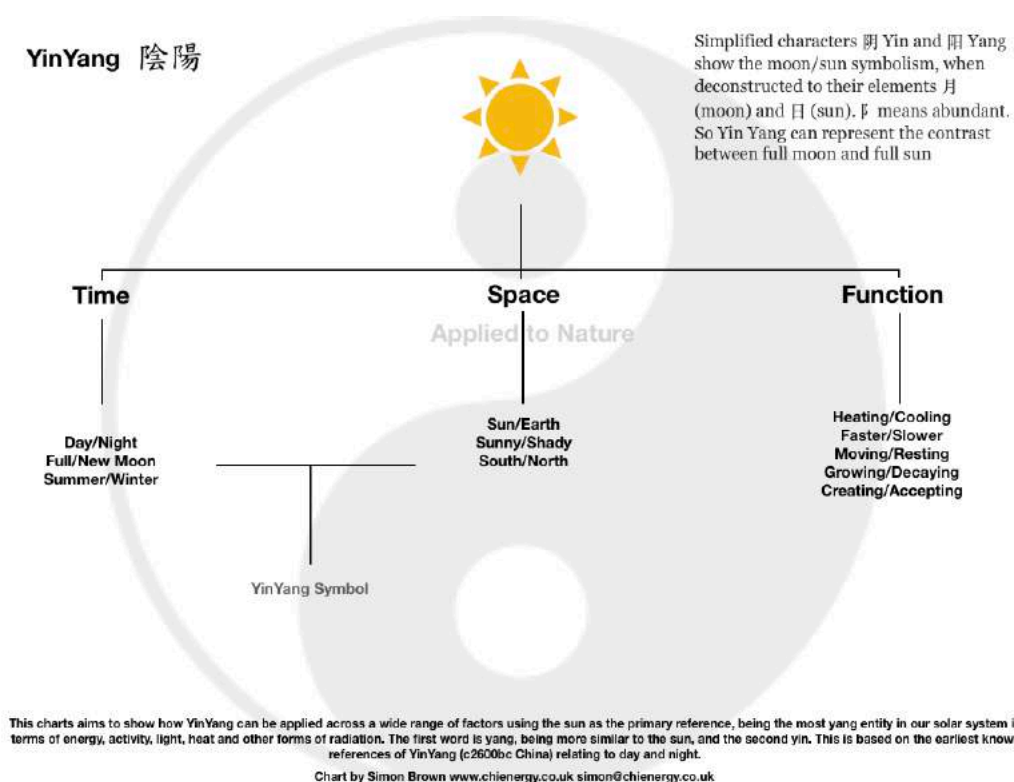 YinYang 陰陽
Simplified characters 阴 Yin and 阳 Yang
show the moon/sun symbolism, when
deconstructed to their elements 月
(moon) and 日 (sun). 阝 means abundant.
So Yin Yang can represent the contrast
between full moon and full sun
Time
Space
Function
Applied to Nature
Day/Night
Full/New Moon
Summer/Winter
Sun/Earth
Sunny/Shady
South/North
Heating/Cooling
Faster/Slower
Moving/Resting
Growing/Decaying
Creating/Accepting
YinYang Symbol
This charts aims to show how YinYang can be applied across a wide range of factors using the sun as the primary reference, being the most yang entity in our solar system i
terms of energy, activity, light, heat and other forms of radiation. The first word is yang, being more similar to the sun, and the second yin. This is based on the earliest know
references of YinYang (c2600bc China) relating to day and night.
Chart by Simon Brown www.chienergy.co.uk simon@chienergy.co.uk